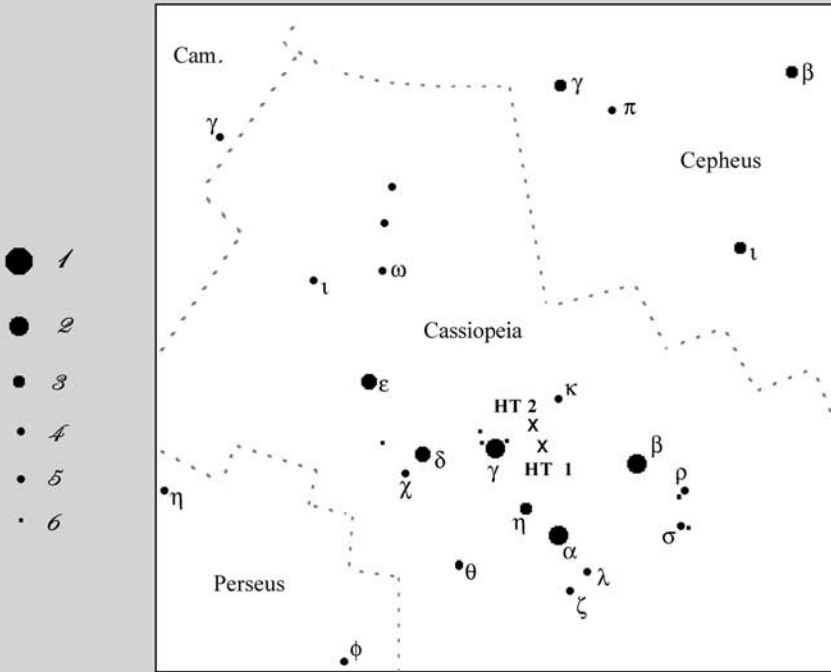 Cam.
γ
γ
π
β
Cepheus
ι
ω
ι
Cassiopeia
1
2
3
4
5
6
ε
κ
HT 2
x
x
HT 1
δ
γ
β
χ
ρ
η
η
α
σ
θ
λ
ζ
Perseus
φ